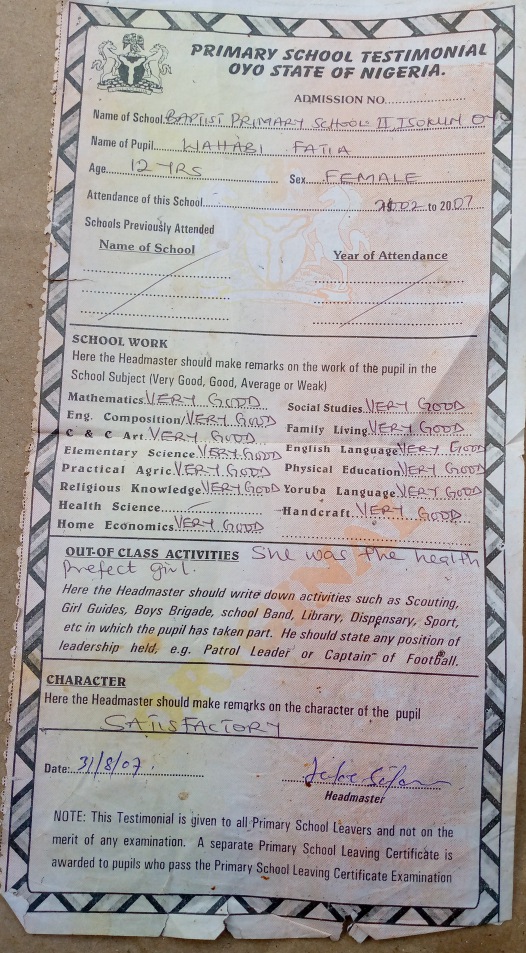 PRIMARY SCHOOL TESTIMONIAL
OYO STATE OF NIGERIA.
ADMISSION NO..................
Name of School: BAPTIST PRIMARY SCHOOL II ISOKUN OYO
Name of Pupil WAHABI FATIA
Age 12 YRS Sex FEMALE
Attendance of this School 2002 to 2007
Schools Previously Attended
Name of School Year of Attendance
SCHOOL WORK
Here the Headmaster should make remarks on the work of the pupil in the
School Subject (Very Good, Good, Average or Weak)
Mathematics VERY GOOD Social Studies VERY GOOD
Eng. Composition VERY GOOD Family Living VERY GOOD
C & C Art VERY GOOD English Language VERY GOOD
Elementary Science VERY GOOD Physical Education VERY GOOD
Practical Agric VERY GOOD Yoruba Language VERY GOOD
Religious Knowledge VERY GOOD Handcraft VERY GOOD
Health Science
Home Economics VERY GOOD
OUT-OF CLASS ACTIVITIES She was the health
prefect girl.
Here the Headmaster should write down activities such as Scouting,
Girl Guides, Boys Brigade, school Band, Library, Dispensary, Sport,
etc in which the pupil has taken part. He should state any position of
leadership held, e.g. Patrol Leader or Captain of Football.
CHARACTER
Here the Headmaster should make remarks on the character of the pupil
SATISFACTORY
Date: 31/8/07
Headmaster
NOTE: This Testimonial is given to all Primary School Leavers and not on the
merit of any examination. A separate Primary School Leaving Certificate is
awarded to pupils who pass the Primary School Leaving Certificate Examination